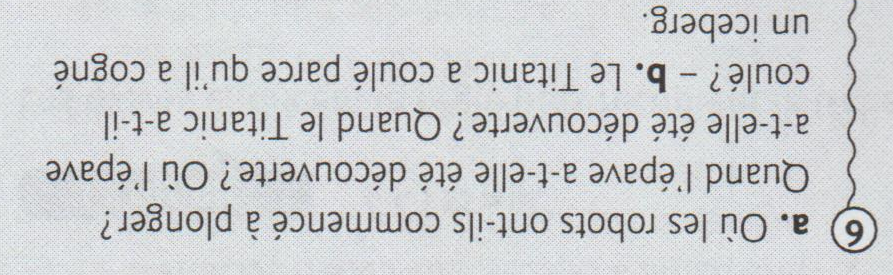 6 a. Où les robots ont-ils commencé à plonger?
Quand l'épave a-t-elle été découverte? Où l'épave
a-t-elle été découverte? Quand le Titanic a-t-il
coulé? – b. Le Titanic a coulé parce qu'il a cogné
un iceberg.